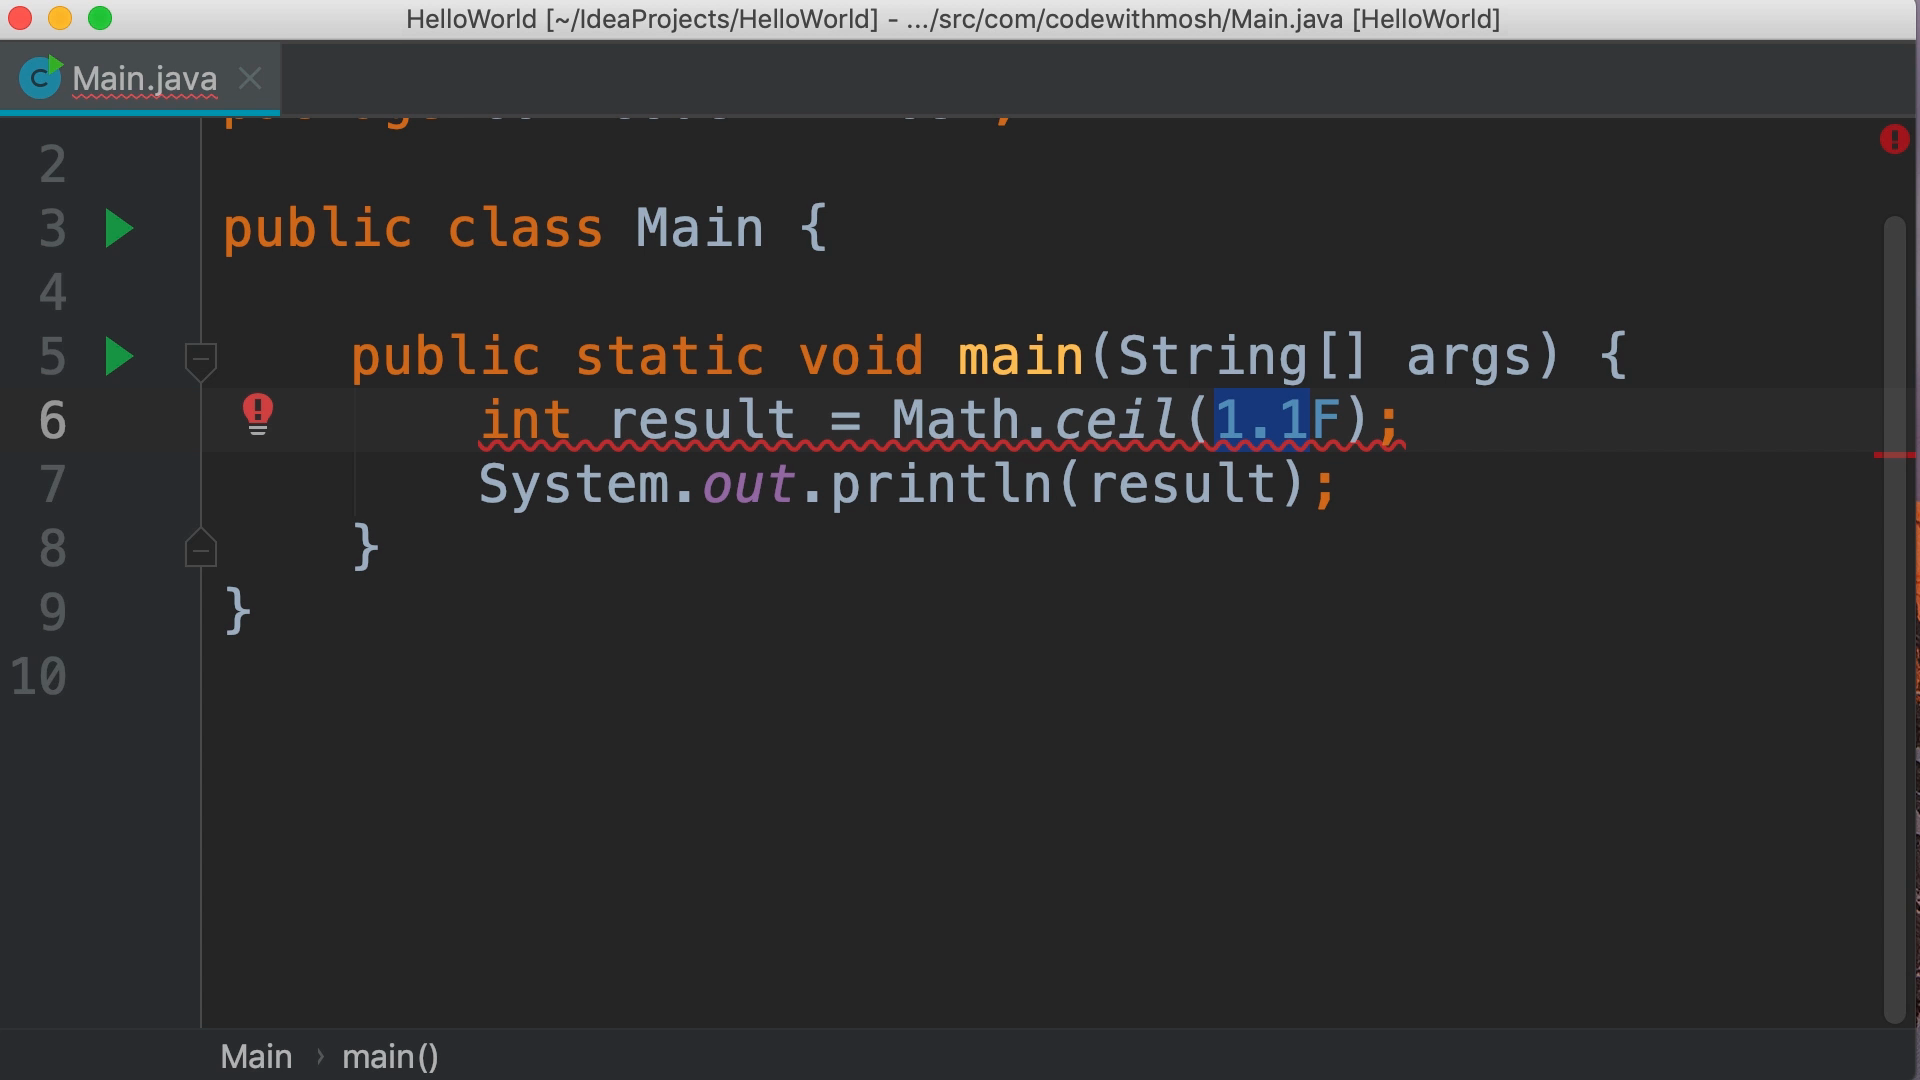 HelloWorld [~/IdeaProjects/HelloWorld] - .../src/com/codewithmosh/Main.java [HelloWorld]
Main.java
2
3 public class Main {
4
5 public static void main(String[] args) {
6 int result = Math.ceil(1.1F);
7 System.out.println(result);
8 }
9 }
10
Main › main()